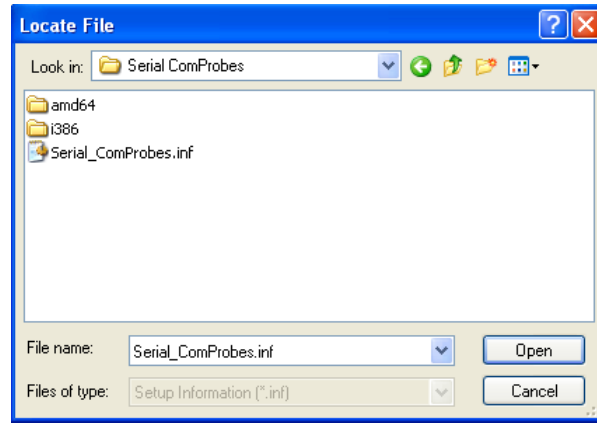 Locate File
Look in: Serial ComProbes
amd64
i386
Serial_ComProbes.inf
File name: Serial_ComProbes.inf Open
Files of type: Setup Information (*.inf) Cancel